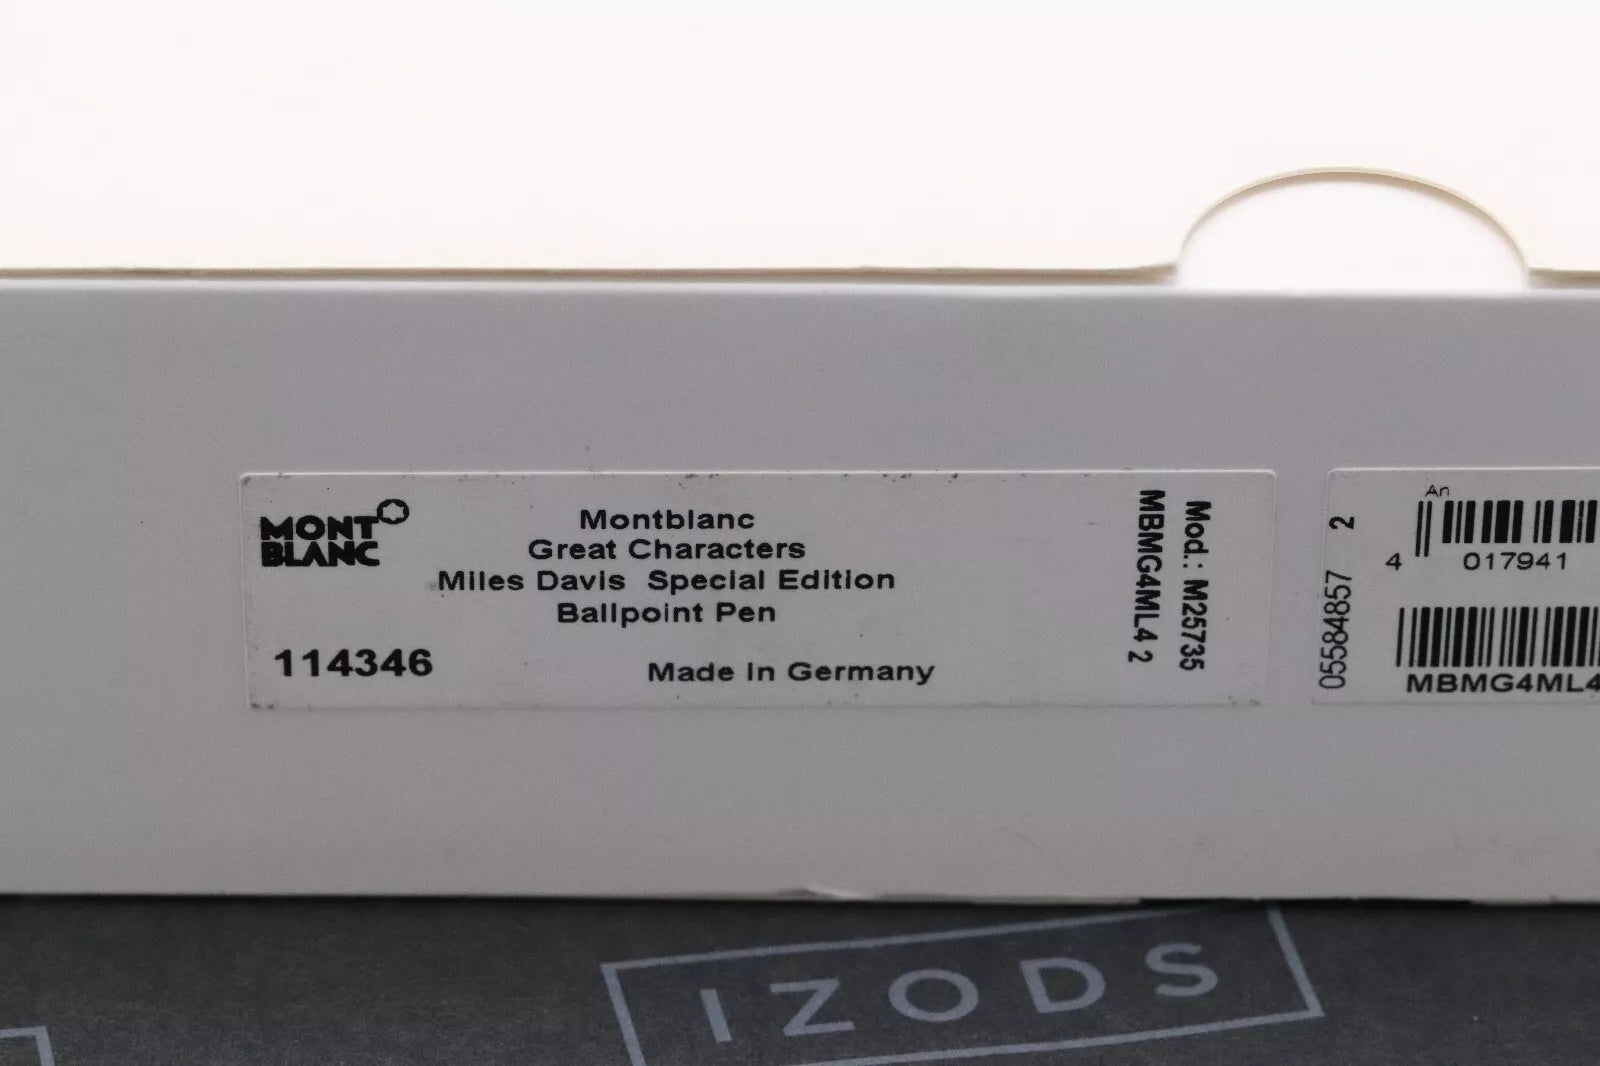 MONT
BLANC
Montblanc
Great Characters
Miles Davis Special Edition
Ballpoint Pen
114346
Made in Germany
MBMG4ML4 2
Mod.: M25735
05584857 2
An
4 017941
MBMG4ML4
IZODS